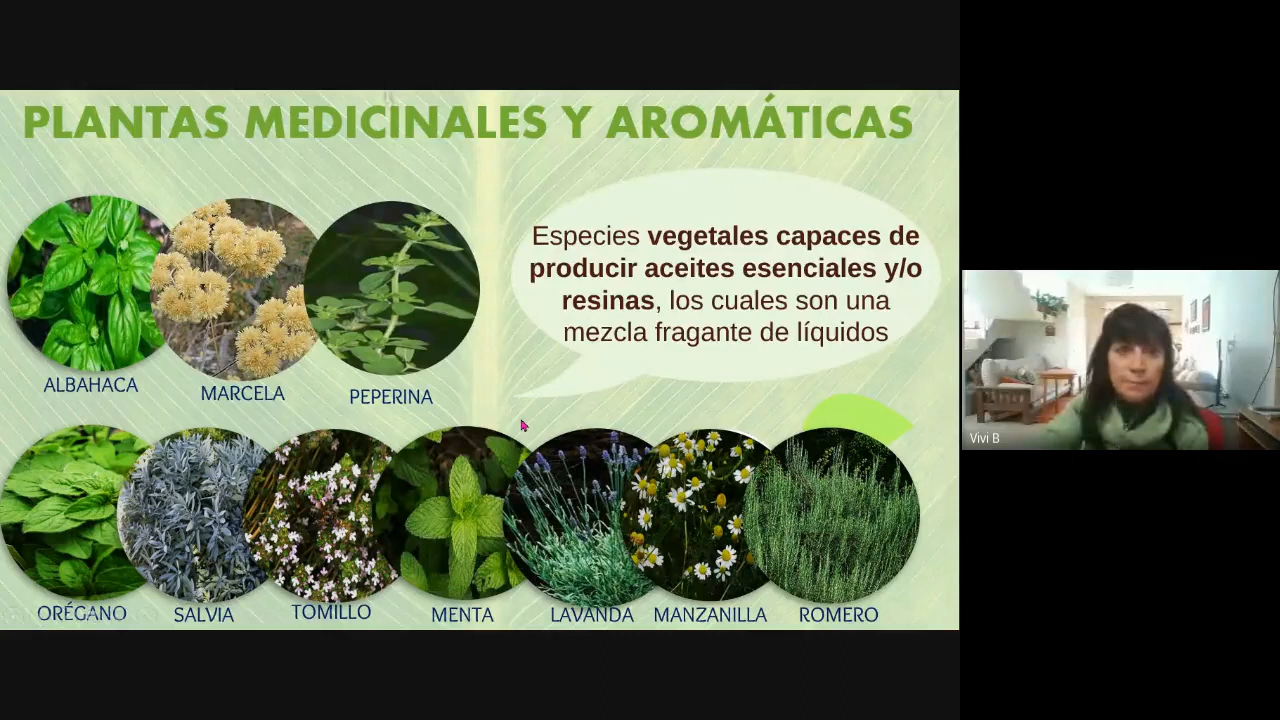 PLANTAS MEDICINALES Y AROMÁTICAS
Especies vegetales capaces de
producir aceites esenciales y/o
resinas, los cuales son una
mezcla fragante de líquidos
ALBAHACA
MARCELA
PEPERINA
ORÉGANO
SALVIA
TOMILLO
MENTA
LAVANDA
MANZANILLA
ROMERO
Vivi B